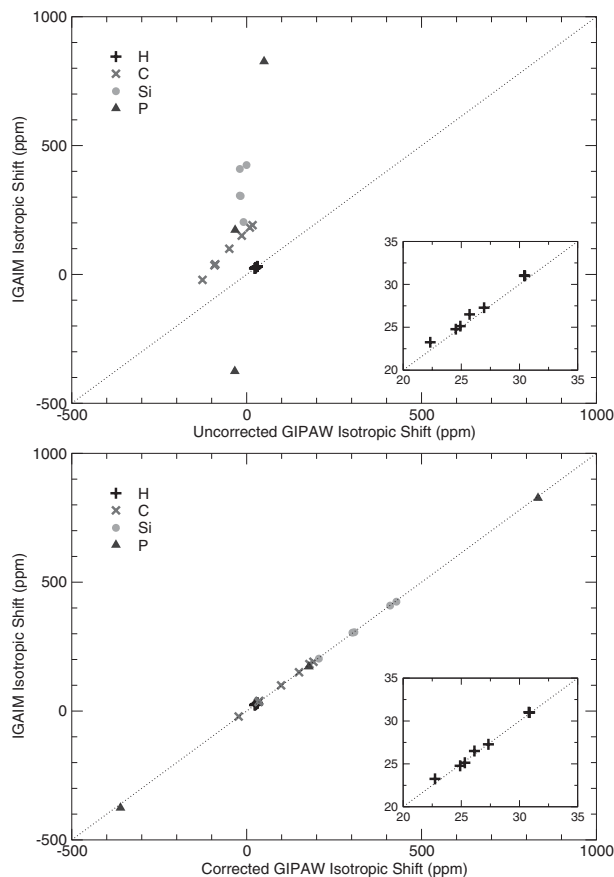 1000
H
C
Si
P
500
IGAIM Isotropic Shift (ppm)
35
30
25
20
20 25 30 35
0
-500
-500 0 500 1000
Uncorrected GIPAW Isotropic Shift (ppm)
1000
H
C
Si
P
500
IGAIM Isotropic Shift (ppm)
35
30
25
20
20 25 30 35
0
-500
-500 0 500 1000
Corrected GIPAW Isotropic Shift (ppm)